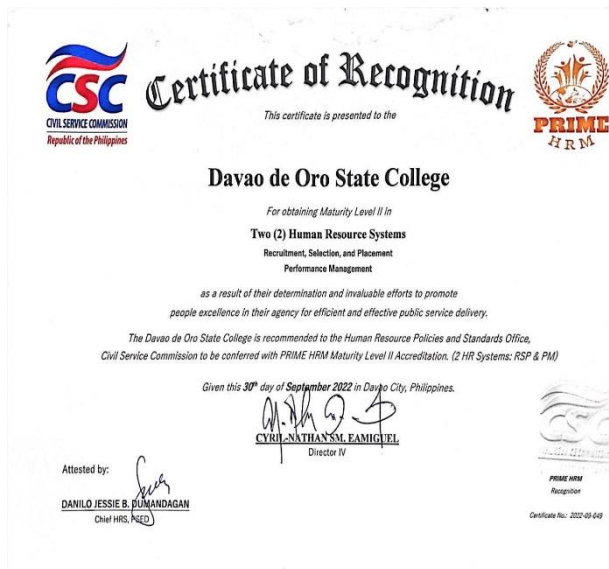 CSC
CIVIL SERVICE COMMISSION
Republic of the Philippines
Certificate of Recognition
PRIME
HRM
This certificate is presented to the
Davao de Oro State College
For obtaining Maturity Level II in
Two (2) Human Resource Systems
Recruitment, Selection, and Placement
Performance Management
as a result of their determination and invaluable efforts to promote
people excellence in their agency for efficient and effective public service delivery.
The Davao de Oro State College is recommended to the Human Resource Policies and Standards Office,
Civil Service Commission to be conferred with PRIME HRM Maturity Level II Accreditation. (2 HR Systems: RSP & PM)
Given this 30th day of September 2022 in Davao City, Philippines.
CYRIL-NATHAN SM. EAMIGUEL
Director IV
Attested by:
DANILO JESSIE B. DUMANDAGAN
Chief HRS, PSED
CSC
PRIME HRM
Recognition
Certificate No.: 2022-09-049